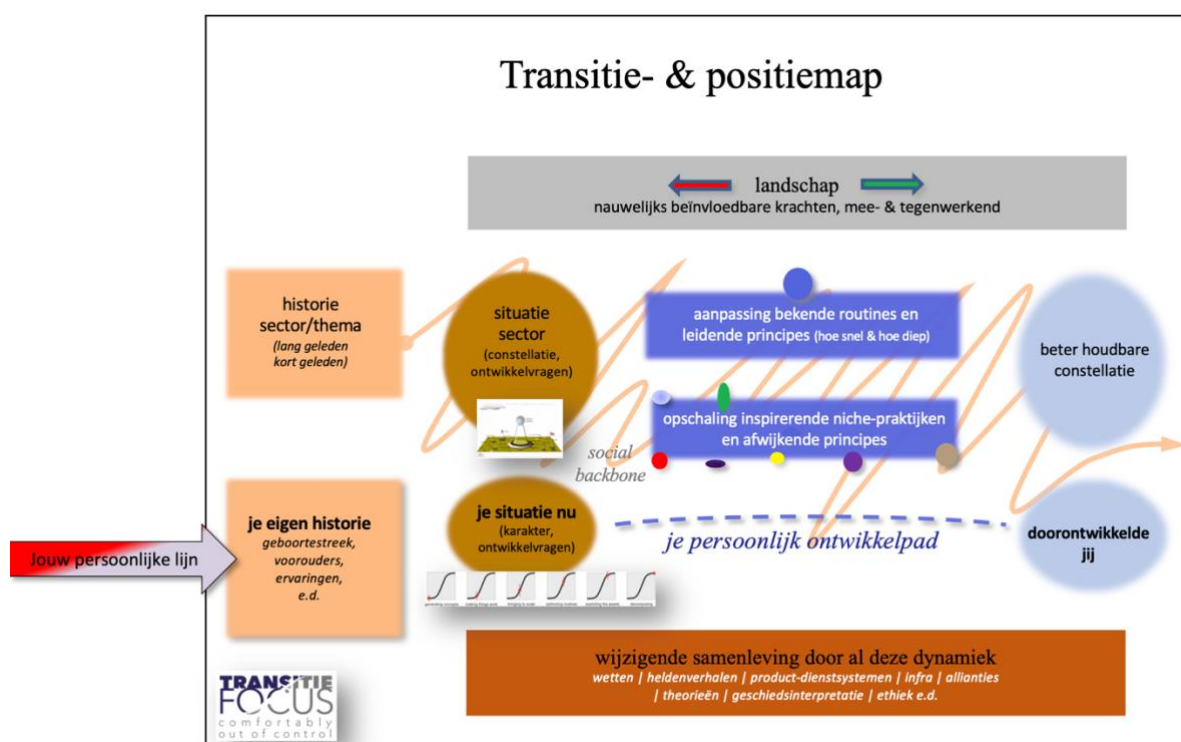 Transitie- & positiemap
landschap
nauwelijks beïnvloedbare krachten, mee- & tegenwerkend
historie
sector/thema
(lang geleden
kort geleden)
situatie
sector
(constellatie,
ontwikkelvragen)
aanpassing bekende routines en
leidende principes (hoe snel & hoe diep)
beter houdbare
constellatie
opschaling inspirerende niche-praktijken
en afwijkende principes
social
backbone
Jouw persoonlijke lijn
je eigen historie
geboortestreek,
voorouders,
ervaringen,
e.d.
je situatie nu
(karakter,
ontwikkelvragen)
je persoonlijk ontwikkelpad
doorontwikkelde
jij
wijzigende samenleving door al deze dynamiek
wetten | heldenverhalen | product-dienstsystemen | infra | allianties
| theorieën | geschiedsinterpretatie | ethiek e.d.
TRANSITIE
FOCUS
comfortably
out of control